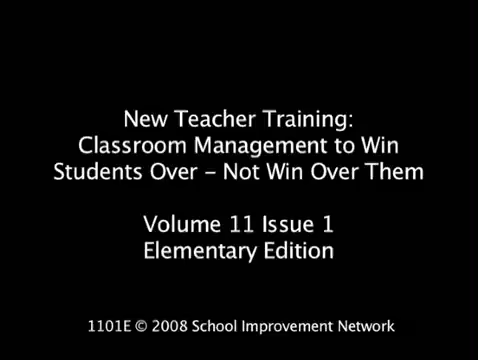 New Teacher Training:
Classroom Management to Win
Students Over – Not Win Over Them
Volume 11 Issue 1
Elementary Edition
1101E © 2008 School Improvement Network